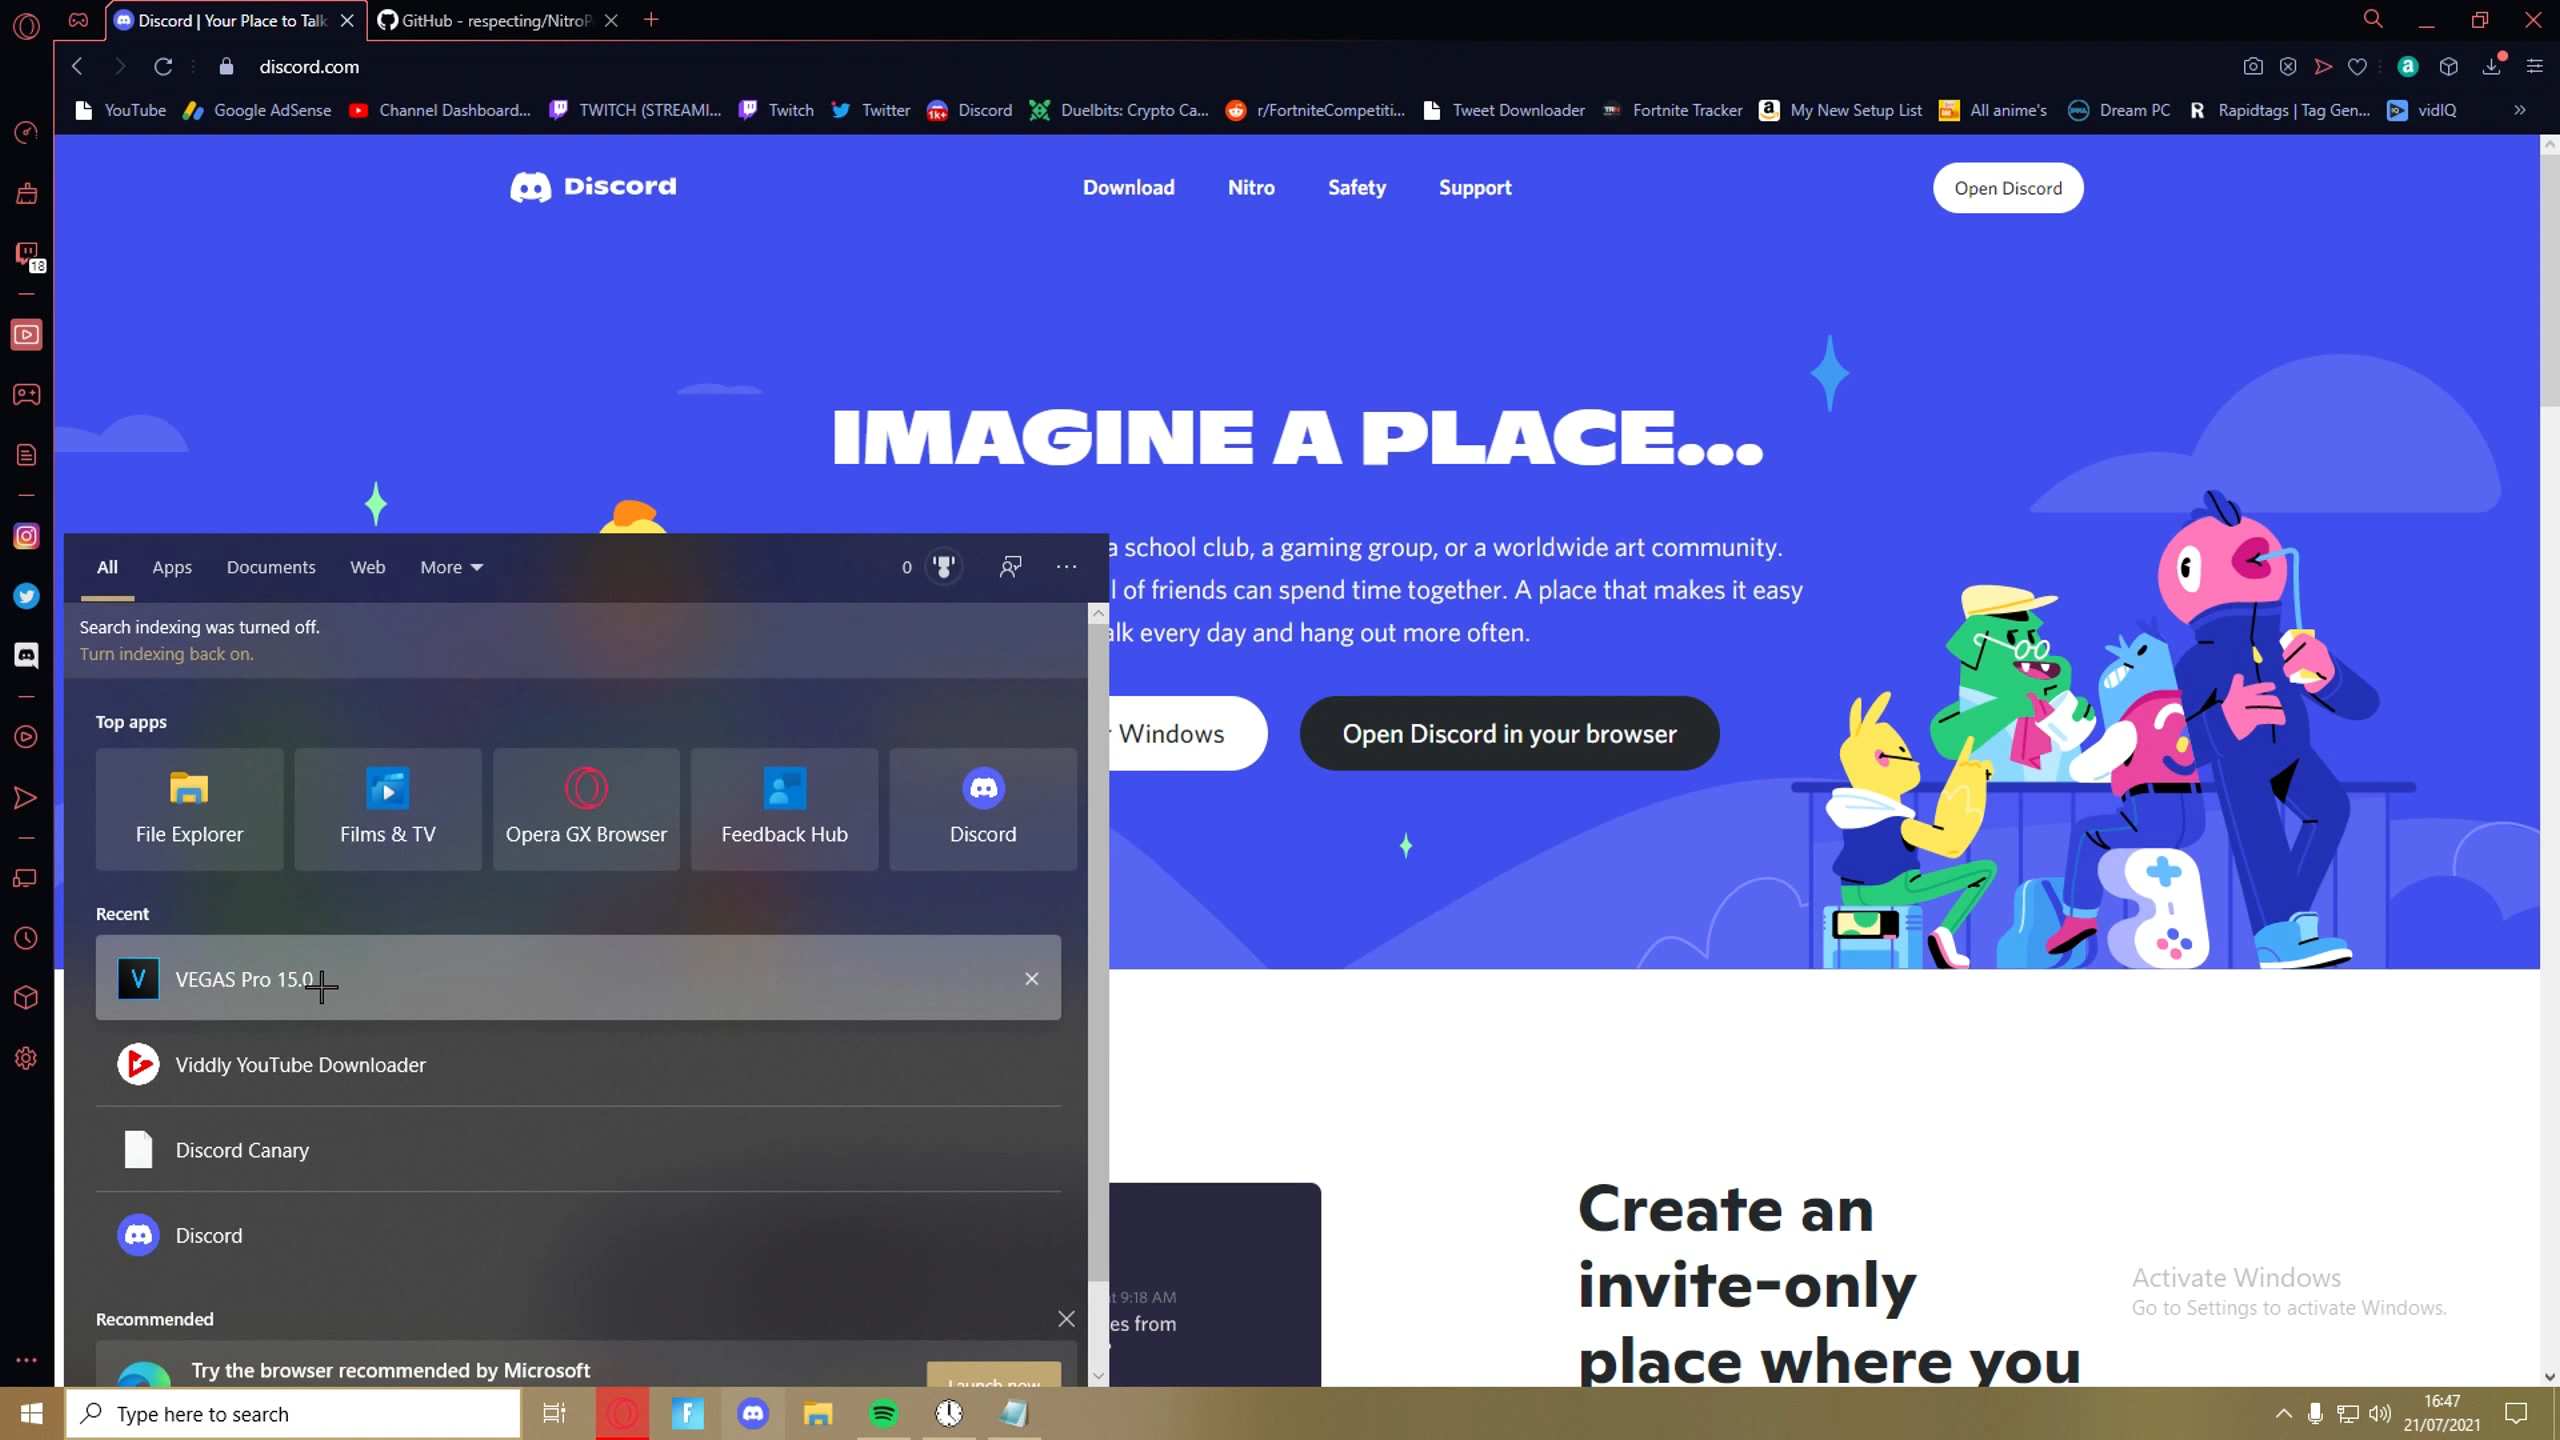 Discord | Your Place to Talk
GitHub - respecting/NitroP
discord.com
YouTube
Google AdSense
Channel Dashboard...
TWITCH (STREAMI...
Twitch
Twitter
1k+
Discord
Duelbits: Crypto Ca...
r/FortniteCompetiti...
Tweet Downloader
Fortnite Tracker
My New Setup List
All anime's
Dream PC
Rapidtags | Tag Gen...
vidIQ
18
Discord
Download
Nitro
Safety
Support
Open Discord
IMAGINE A PLACE...
a school club, a gaming group, or a worldwide art community.
l of friends can spend time together. A place that makes it easy
alk every day and hang out more often.
Windows
Open Discord in your browser
All
Apps
Documents
Web
More
0
Search indexing was turned off.
Turn indexing back on.
Top apps
File Explorer
Films & TV
Opera GX Browser
Feedback Hub
Discord
Recent
VEGAS Pro 15.0
Viddly YouTube Downloader
Discord Canary
Discord
Recommended
Try the browser recommended by Microsoft
Launch now
at 9:18 AM
es from
Create an
invite-only
place where you
Activate Windows
Go to Settings to activate Windows.
Type here to search
16:47
21/07/2021